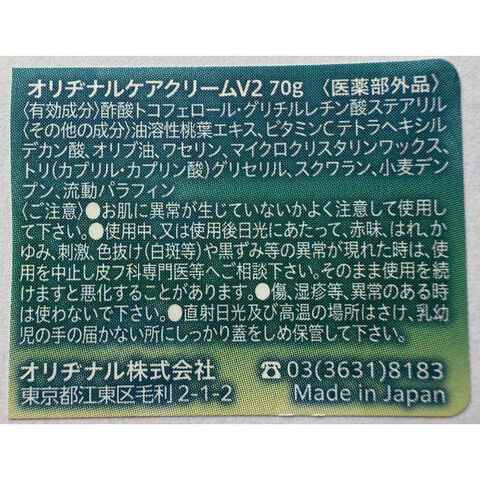 オリヂナルケアクリームV2 70g 〈医薬部外品〉
〈有効成分〉酢酸トコフェロール・グリチルレチン酸ステアリル
〈その他の成分〉油溶性桃葉エキス、ビタミンCテトラヘキシル
デカン酸、オリブ油、ワセリン、マイクロクリスタリンワックス、
トリ(カプリル・カプリン酸)グリセリル、スクワラン、小麦デン
プン、流動パラフィン
〈ご注意〉●お肌に異常が生じていないかよく注意して使用し
て下さい。●使用中、又は使用後日光にあたって、赤味、はれ、か
ゆみ、刺激、色抜け(白斑等)や黒ずみ等の異常が現れた時は、使
用を中止し皮フ科専門医等へご相談下さい。そのまま使用を続
けますと悪化することがあります。●傷、湿疹等、異常のある時
は使わないで下さい。●直射日光及び高温の場所はさけ、乳幼
児の手の届かない所にしっかり蓋をしめ保管して下さい。
オリヂナル株式会社 ☎03(3631)8183
東京都江東区毛利2-1-2 Made in Japan